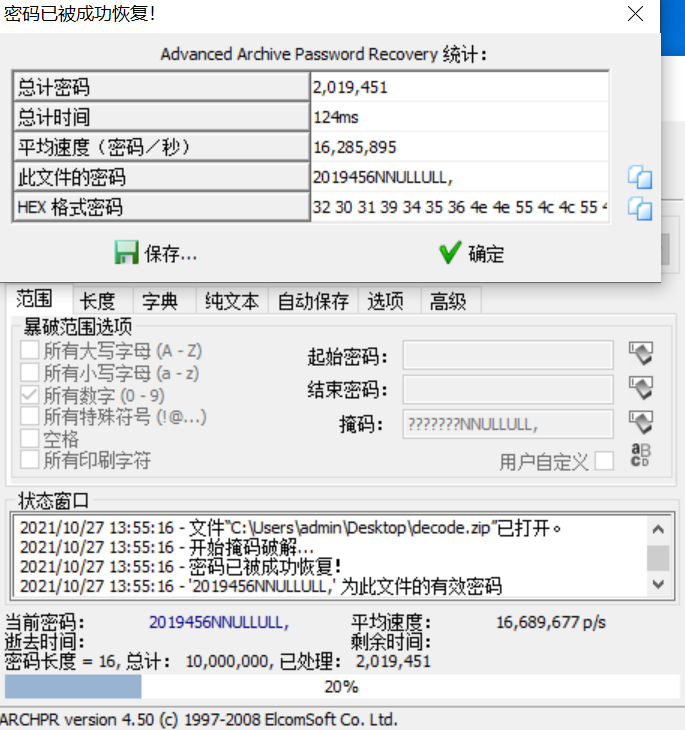 密码已被成功恢复!
Advanced Archive Password Recovery 统计:
总计密码 2,019,451
总计时间 124ms
平均速度（密码／秒） 16,285,895
此文件的密码 2019456NNULLULL,
HEX 格式密码 32 30 31 39 34 35 36 4e 4e 55 4c 4c 55 4
保存... 确定
范围 长度 字典 纯文本 自动保存 选项 高级
暴破范围选项
所有大写字母 (A - Z)
所有小写字母 (a - z)
所有数字 (0 - 9)
所有特殊符号 (!@...)
空格
所有印刷字符
起始密码:
结束密码:
掩码: ???????NNULLULL,
用户自定义
状态窗口
2021/10/27 13:55:16 - 文件“C:\Users\admin\Desktop\decode.zip”已打开。
2021/10/27 13:55:16 - 开始掩码破解...
2021/10/27 13:55:16 - 密码已被成功恢复!
2021/10/27 13:55:16 - '2019456NNULLULL,' 为此文件的有效密码
当前密码: 2019456NNULLULL, 平均速度: 16,689,677 p/s
逝去时间: 剩余时间:
密码长度 = 16, 总计: 10,000,000, 已处理: 2,019,451
20%
ARCHPR version 4.50 (c) 1997-2008 ElcomSoft Co. Ltd.